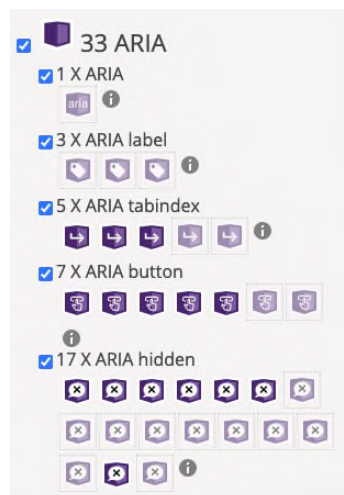 33 ARIA
1 X ARIA
aria
3 X ARIA label
5 X ARIA tabindex
7 X ARIA button
17 X ARIA hidden